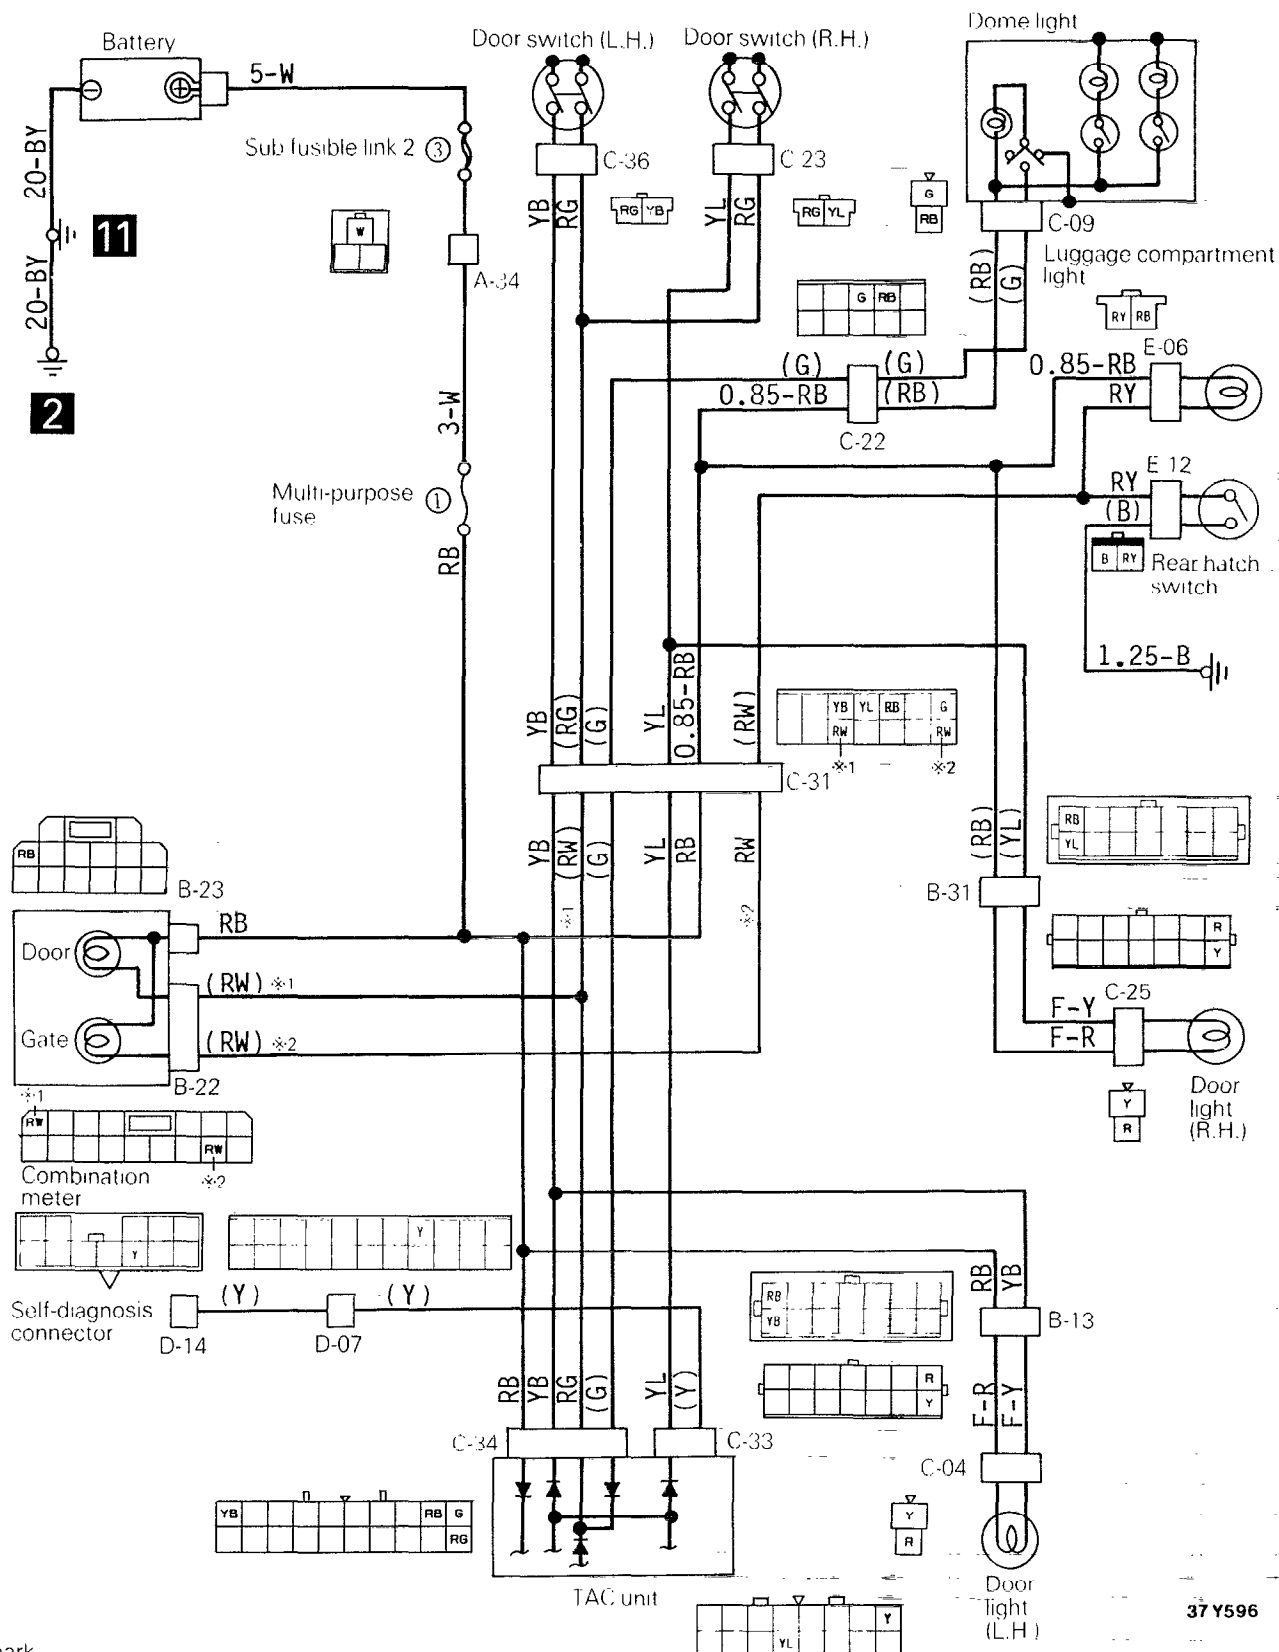 Dome light
Battery
Door switch (L.H.)
Door switch (R.H.)
5-W
Sub fusible link 2 ③
20-BY
11
20-BY
2
W
A-34
C-36
C 23
YB
RG
RG YB
YL
RG
RG YL
G
RB
C-09
(RB)
(G)
Luggage compartment
light
RY RB
G RB
E-06
(G)
(G)
0.85-RB
0.85-RB
(RB)
RY
C-22
3-W
Multi-purpose
fuse
①
RB
E 12
RY
(B)
B RY
Rear hatch
switch
1.25-B
YB
(RG)
(G)
YL
0.85-RB
(RW)
YB YL RB G
RW RW
※1 ※2
C-31
YB
(RW)
(G)
YL
RB
RW
※1
※2
(RB)
(YL)
RB
YL
B-31
RB
B-23
RB
Door
(RW) ※1
Gate
(RW) ※2
B-22
R
Y
C-25
F-Y
F-R
Door
light
(R.H.)
Y
R
※1
RW
RW
※2
Combination
meter
Y
Y
(Y)
(Y)
Self-diagnosis
connector
D-14
D-07
RB
YB
RB
YB
B-13
R
Y
RB
YB
RG
(G)
YL
(Y)
F-R
F-Y
C-34
C-33
C-04
YB RB G
RG
Y
R
TAC unit
Door
light
(L.H.)
37Y596
Y
YL